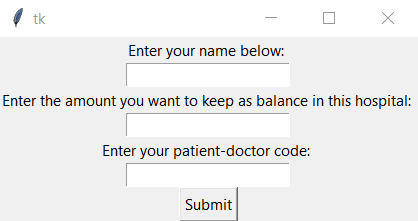 tk
Enter your name below:
Enter the amount you want to keep as balance in this hospital:
Enter your patient-doctor code:
Submit